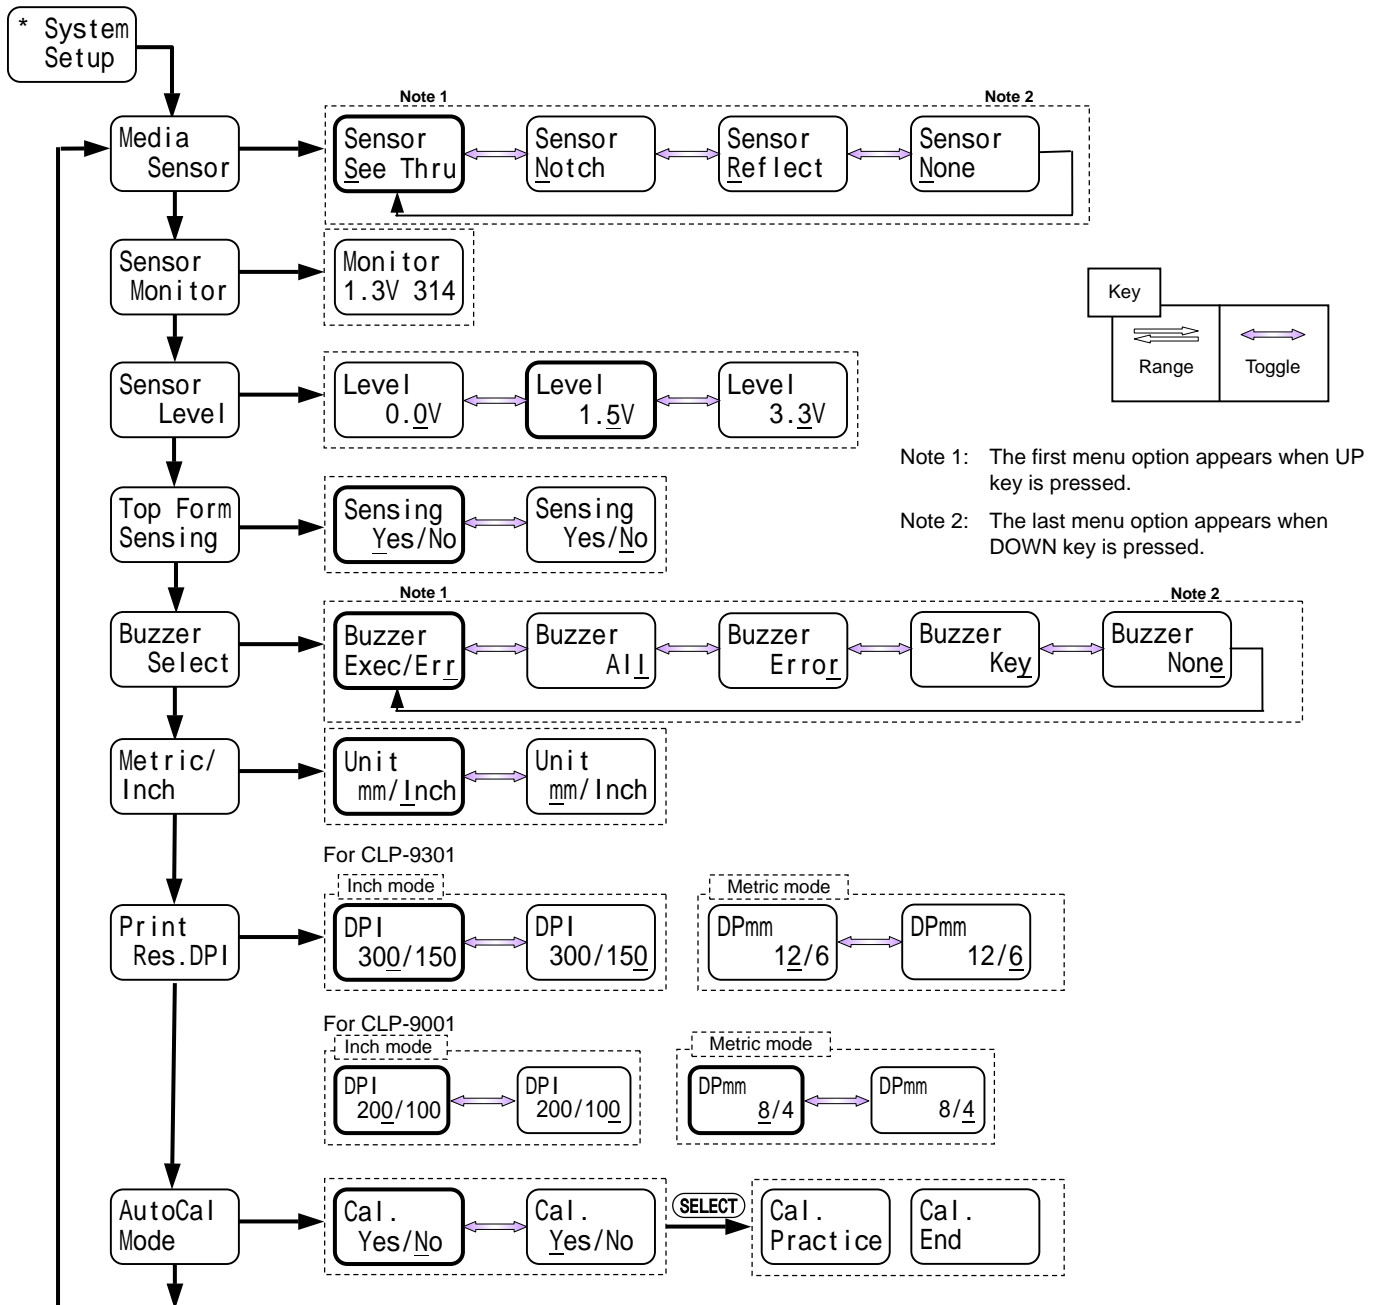 * System
Setup
Note 1
Note 2
Media
Sensor
Sensor
See Thru
Sensor
Notch
Sensor
Reflect
Sensor
None
Sensor
Monitor
Monitor
1.3V 314
Key
Range
Toggle
Sensor
Level
Level
0.0V
Level
1.5V
Level
3.3V
Note 1: The first menu option appears when UP
key is pressed.
Note 2: The last menu option appears when
DOWN key is pressed.
Top Form
Sensing
Sensing
Yes/No
Sensing
Yes/No
Note 1
Note 2
Buzzer
Select
Buzzer
Exec/Err
Buzzer
All
Buzzer
Error
Buzzer
Key
Buzzer
None
Metric/
Inch
Unit
mm/Inch
Unit
mm/Inch
For CLP-9301
Inch mode
Metric mode
Print
Res.DPI
DPI
300/150
DPI
300/150
DPmm
12/6
DPmm
12/6
For CLP-9001
Inch mode
Metric mode
DPI
200/100
DPI
200/100
DPmm
8/4
DPmm
8/4
AutoCal
Mode
Cal.
Yes/No
Cal.
Yes/No
SELECT
Cal.
Practice
Cal.
End